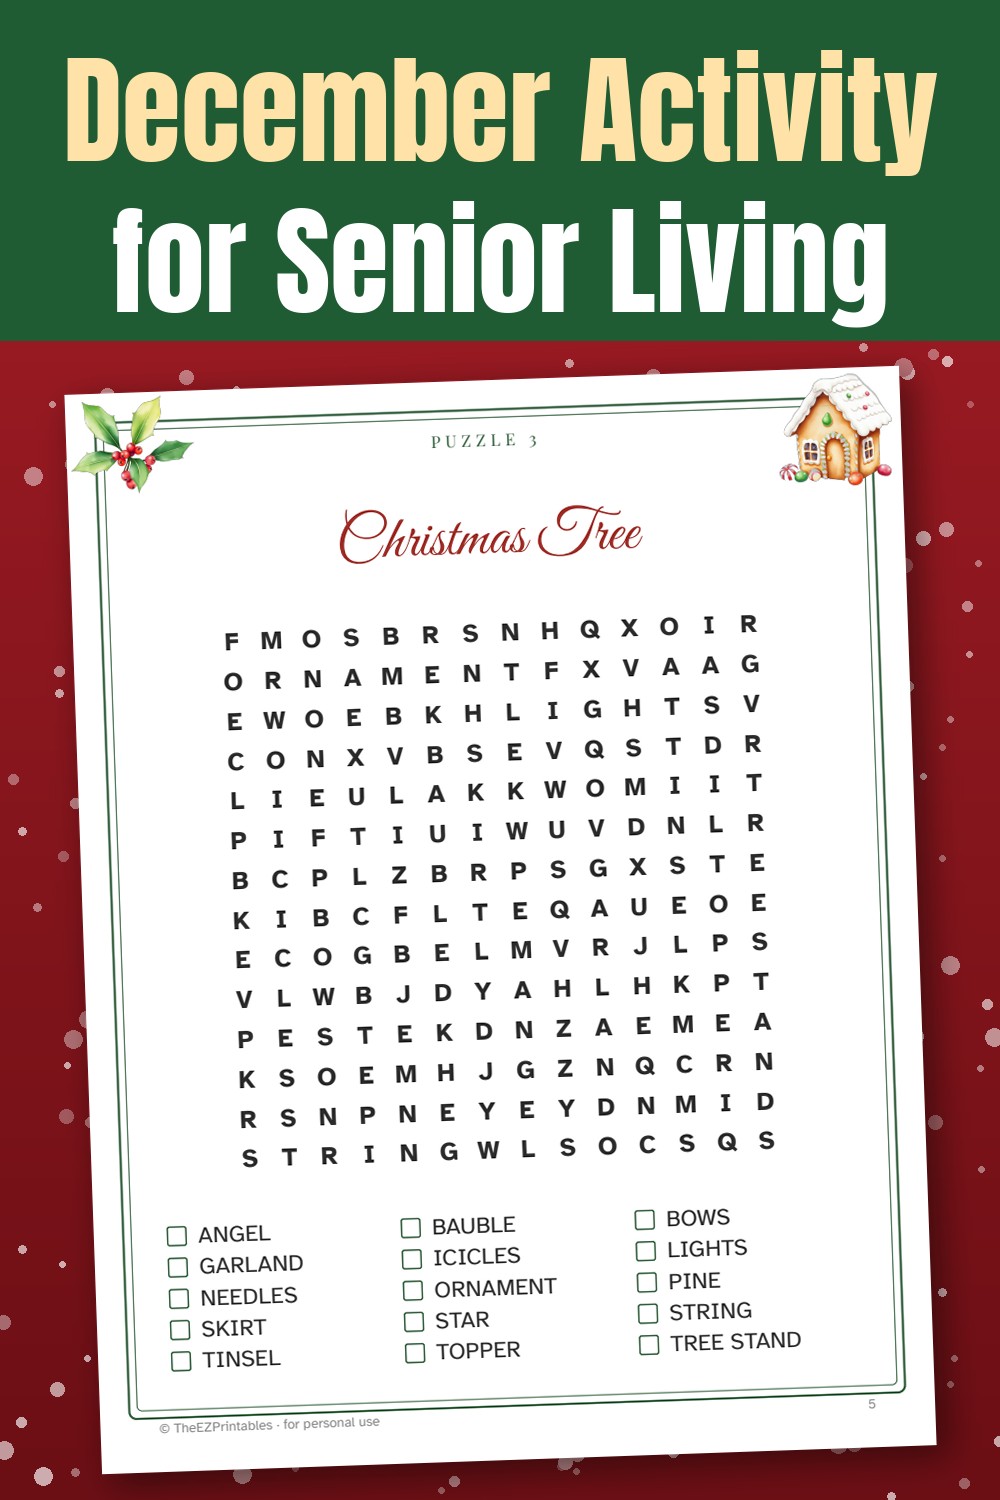 December Activity
for Senior Living
PUZZLE 3
Christmas Tree
F M O S B R S N H Q X O I R
O R N A M E N T F X V A A G
E W O E B K H L I G H T S V
C O N X V B S E V Q S T D R
L I E U L A K K W O M I I T
P I F T I U I W U V D N L R
B C P L Z B R P S G X S T E
K I B C F L T E Q A U E O E
E C O G B E L M V R J L P S
V L W B J D Y A H L H K P T
P E S T E K D N Z A E M E A
K S O E M H J G Z N Q C R N
R S N P N E Y E Y D N M I D
S T R I N G W L S O C S Q S
ANGEL BAUBLE BOWS
GARLAND ICICLES LIGHTS
NEEDLES ORNAMENT PINE
SKIRT STAR STRING
TINSEL TOPPER TREE STAND
5
© TheEZPrintables · for personal use